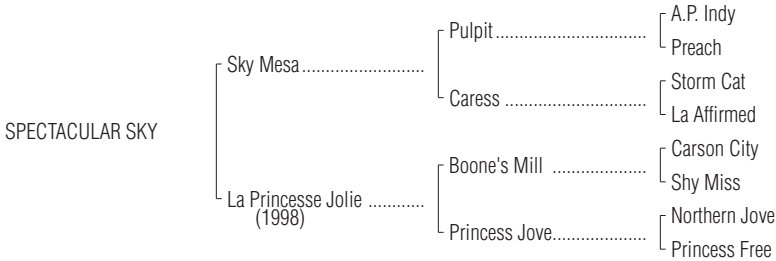 A.P. Indy
Pulpit..................................
Preach
Sky Mesa...........................
Storm Cat
Caress ................................
La Affirmed
SPECTACULAR SKY
Carson City
Boone's Mill .....................
Shy Miss
La Princesse Jolie ............
(1998)
Northern Jove
Princess Jove.....................
Princess Free